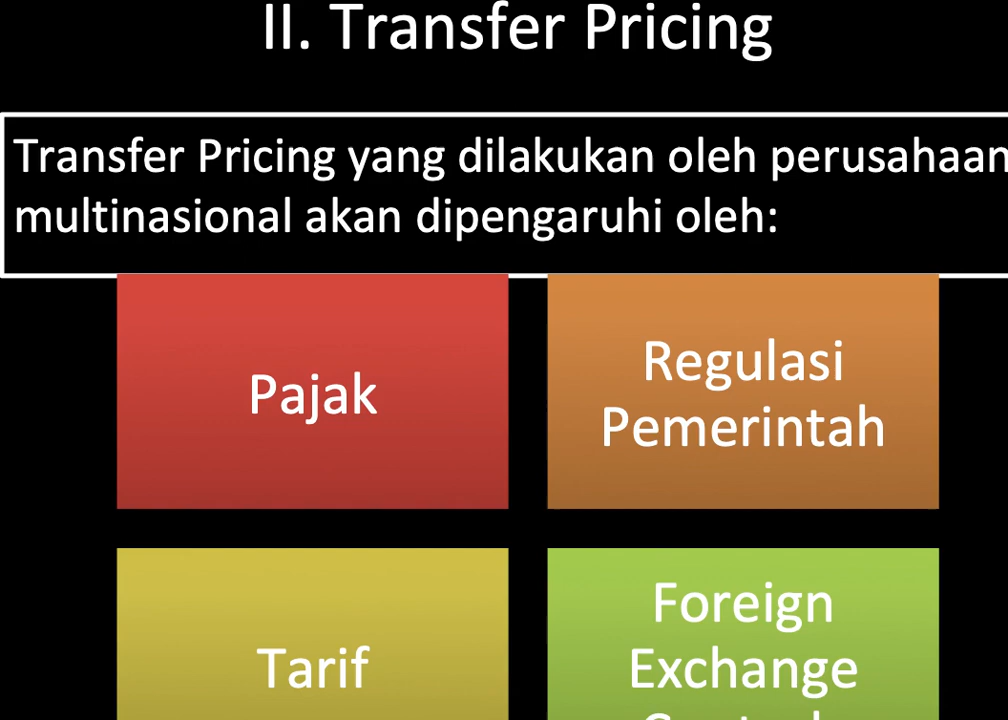 II. Transfer Pricing
Transfer Pricing yang dilakukan oleh perusahaan
multinasional akan dipengaruhi oleh:
Pajak
Regulasi
Pemerintah
Tarif
Foreign
Exchange